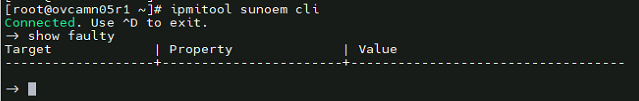 [root@ovcamn05r1 ~]# ipmitool sunoem cli
Connected. Use ^D to exit.
-> show faulty
Target              | Property               | Value
--------------------+------------------------+---------------------------------
->